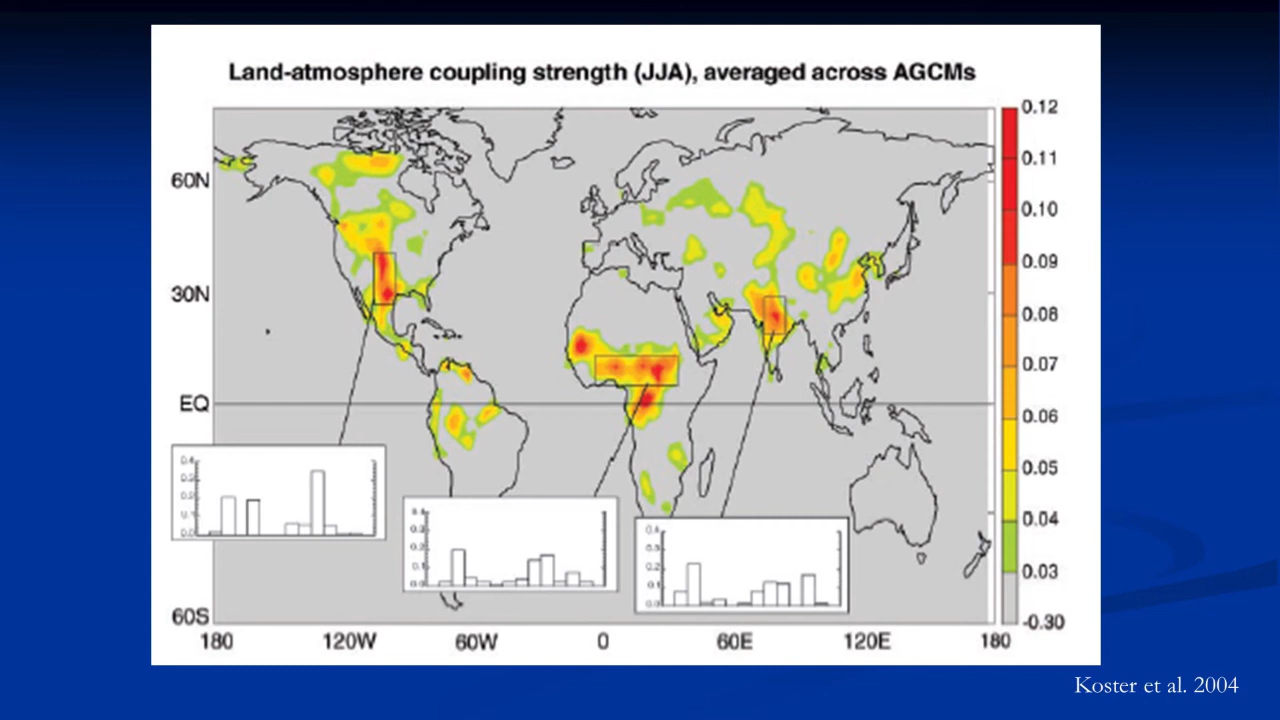 Land-atmosphere coupling strength (JJA), averaged across AGCMs
0.12
0.11
60N
0.10
0.09
30N
0.08
0.07
EQ
0.06
0.05
0.04
0.03
60S
-0.30
180 120W 60W 0 60E 120E 180
Koster et al. 2004